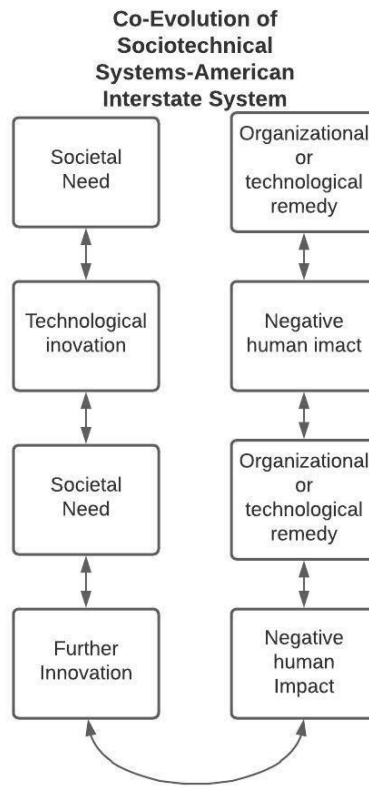 Co-Evolution of
Sociotechnical
Systems-American
Interstate System
Societal
Need
Technological
inovation
Societal
Need
Further
Innovation
Organizational
or
technological
remedy
Negative
human imact
Organizational
or
technological
remedy
Negative
human
Impact